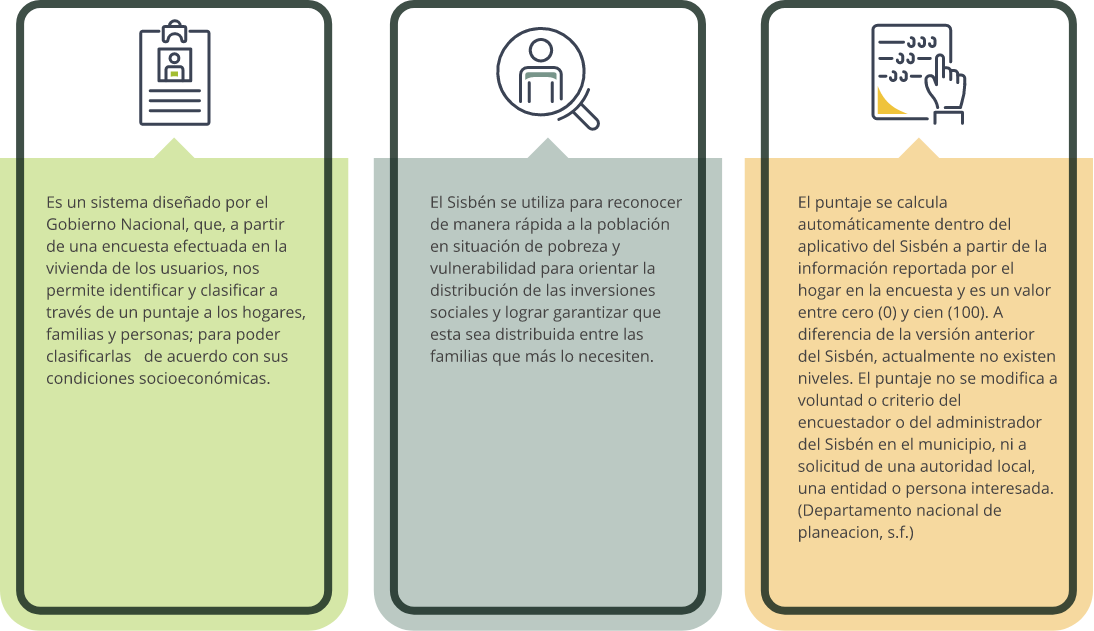 Es un sistema diseñado por el
Gobierno Nacional, que, a partir
de una encuesta efectuada en la
vivienda de los usuarios, nos
permite identificar y clasificar a
través de un puntaje a los hogares,
familias y personas; para poder
clasificarlas de acuerdo con sus
condiciones socioeconómicas.
El Sisbén se utiliza para reconocer
de manera rápida a la población
en situación de pobreza y
vulnerabilidad para orientar la
distribución de las inversiones
sociales y lograr garantizar que
esta sea distribuida entre las
familias que más lo necesiten.
El puntaje se calcula
automáticamente dentro del
aplicativo del Sisbén a partir de la
información reportada por el
hogar en la encuesta y es un valor
entre cero (0) y cien (100). A
diferencia de la versión anterior
del Sisbén, actualmente no existen
niveles. El puntaje no se modifica a
voluntad o criterio del
encuestador o del administrador
del Sisbén en el municipio, ni a
solicitud de una autoridad local,
una entidad o persona interesada.
(Departamento nacional de
planeacion, s.f.)